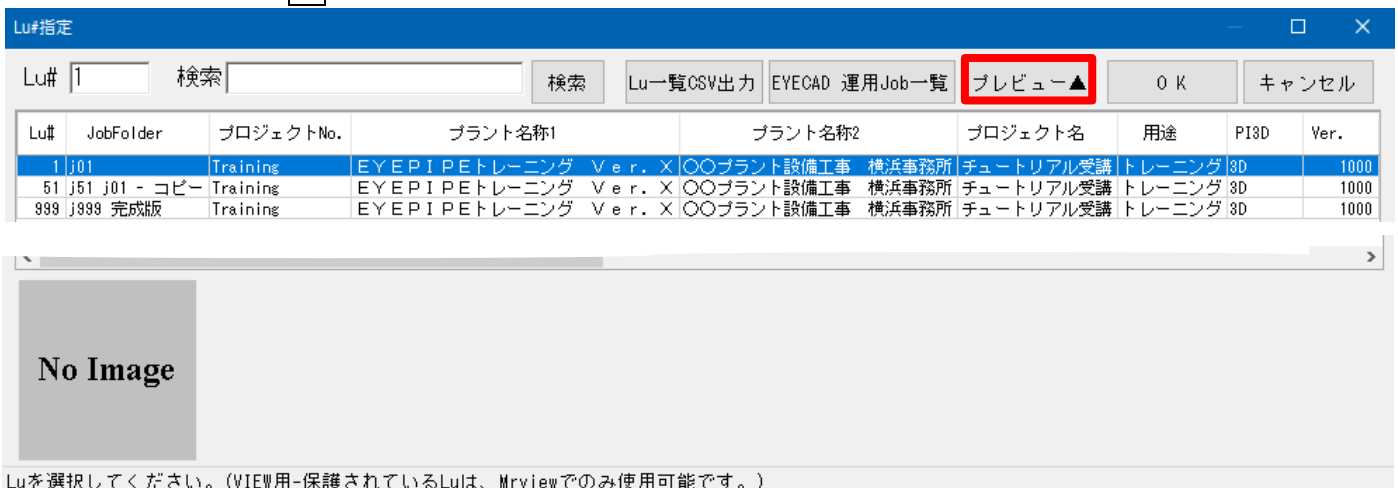 Lu#指定
Lu# 1 検索 検索 Lu一覧CSV出力 EYECAD 運用Job一覧 プレビュー▲ OK キャンセル
Lu# JobFolder プロジェクトNo. プラント名称1 プラント名称2 プロジェクト名 用途 PI3D Ver.
1 j01 Training EYEPIPEトレーニング Ver. X 〇〇プラント設備工事 横浜事務所 チュートリアル受講 トレーニング 3D 1000
51 j51 j01 - コピー Training EYEPIPEトレーニング Ver. X 〇〇プラント設備工事 横浜事務所 チュートリアル受講 トレーニング 3D 1000
999 j999 完成版 Training EYEPIPEトレーニング Ver. X 〇〇プラント設備工事 横浜事務所 チュートリアル受講 トレーニング 3D 1000
No Image
Luを選択してください。(VIEW用-保護されているLuは、Mrviewでのみ使用可能です。)